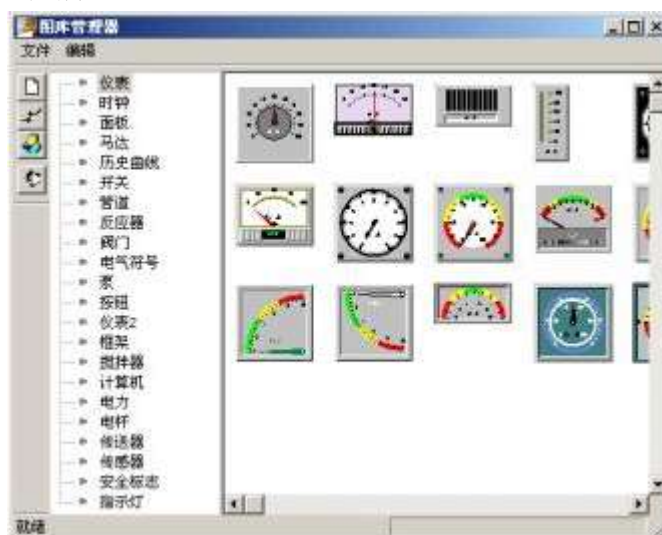 图库管理器
文件 编辑
仪表
时钟
面板
马达
历史曲线
开关
管道
反应器
阀门
电气符号
泵
按钮
仪表2
框架
搅拌器
计算机
电力
电杆
传送器
传感器
安全标志
指示灯
就绪